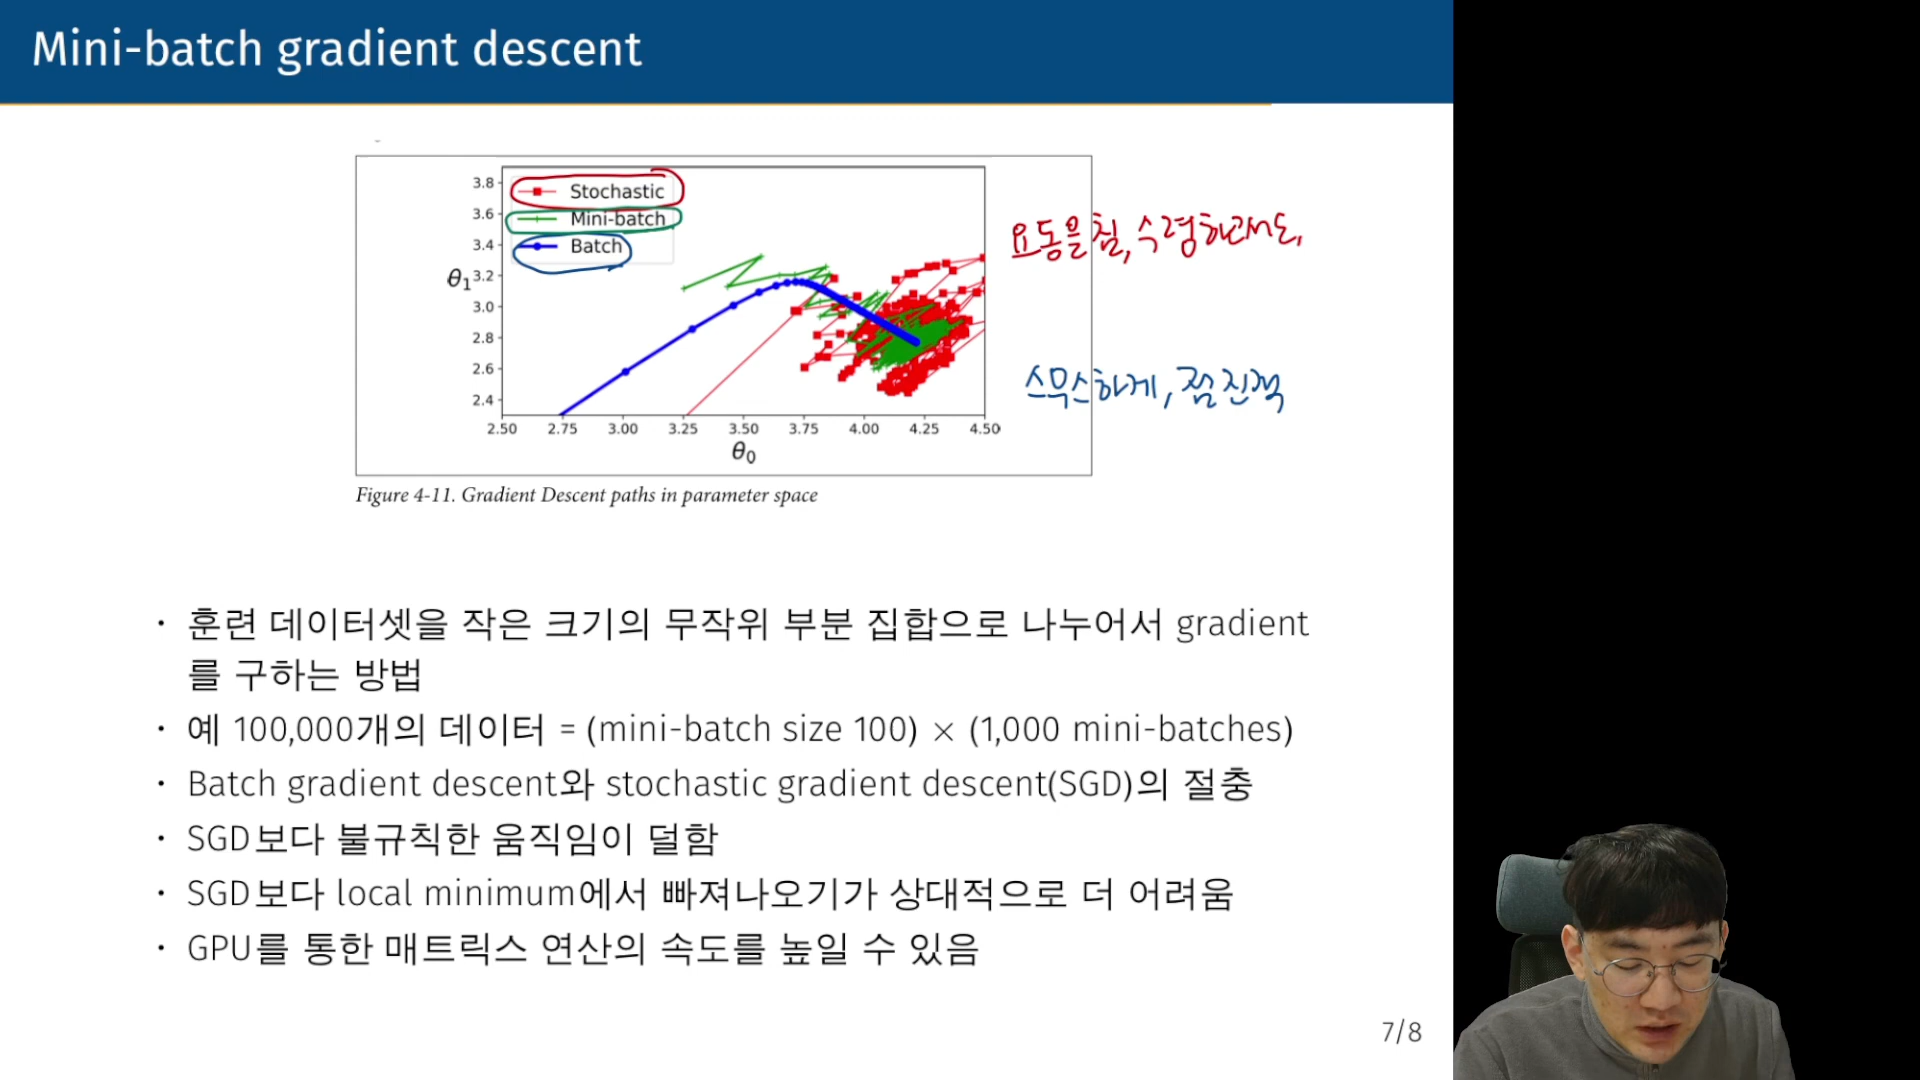 Mini-batch gradient descent
3.8
3.6
3.4
3.2
3.0
2.8
2.6
2.4
θ1
Stochastic
Mini-batch
Batch
2.50 2.75 3.00 3.25 3.50 3.75 4.00 4.25 4.50
θ0
요동을 침, 수렴하고서도,
스무스하게, 점진적
Figure 4-11. Gradient Descent paths in parameter space
· 훈련 데이터셋을 작은 크기의 무작위 부분 집합으로 나누어서 gradient
를 구하는 방법
· 예 100,000개의 데이터 = (mini-batch size 100) × (1,000 mini-batches)
· Batch gradient descent와 stochastic gradient descent(SGD)의 절충
· SGD보다 불규칙한 움직임이 덜함
· SGD보다 local minimum에서 빠져나오기가 상대적으로 더 어려움
· GPU를 통한 매트릭스 연산의 속도를 높일 수 있음
7/8